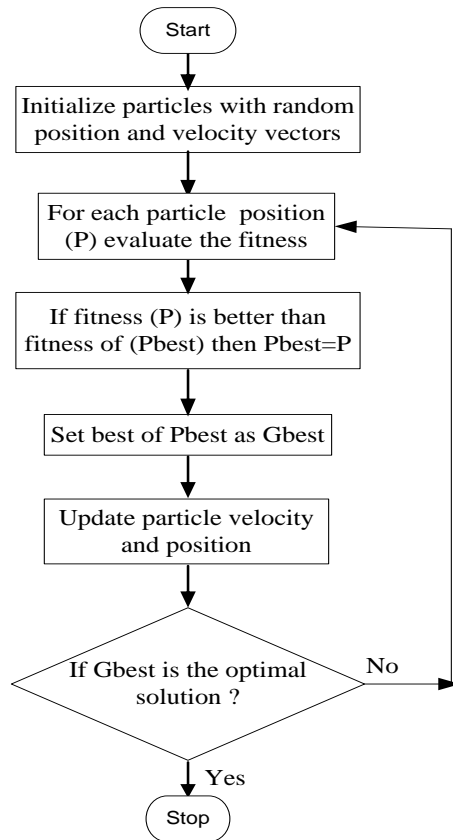 Start
Initialize particles with random
position and velocity vectors
For each particle position
(P) evaluate the fitness
If fitness (P) is better than
fitness of (Pbest) then Pbest=P
Set best of Pbest as Gbest
Update particle velocity
and position
If Gbest is the optimal
solution ?
No
Yes
Stop